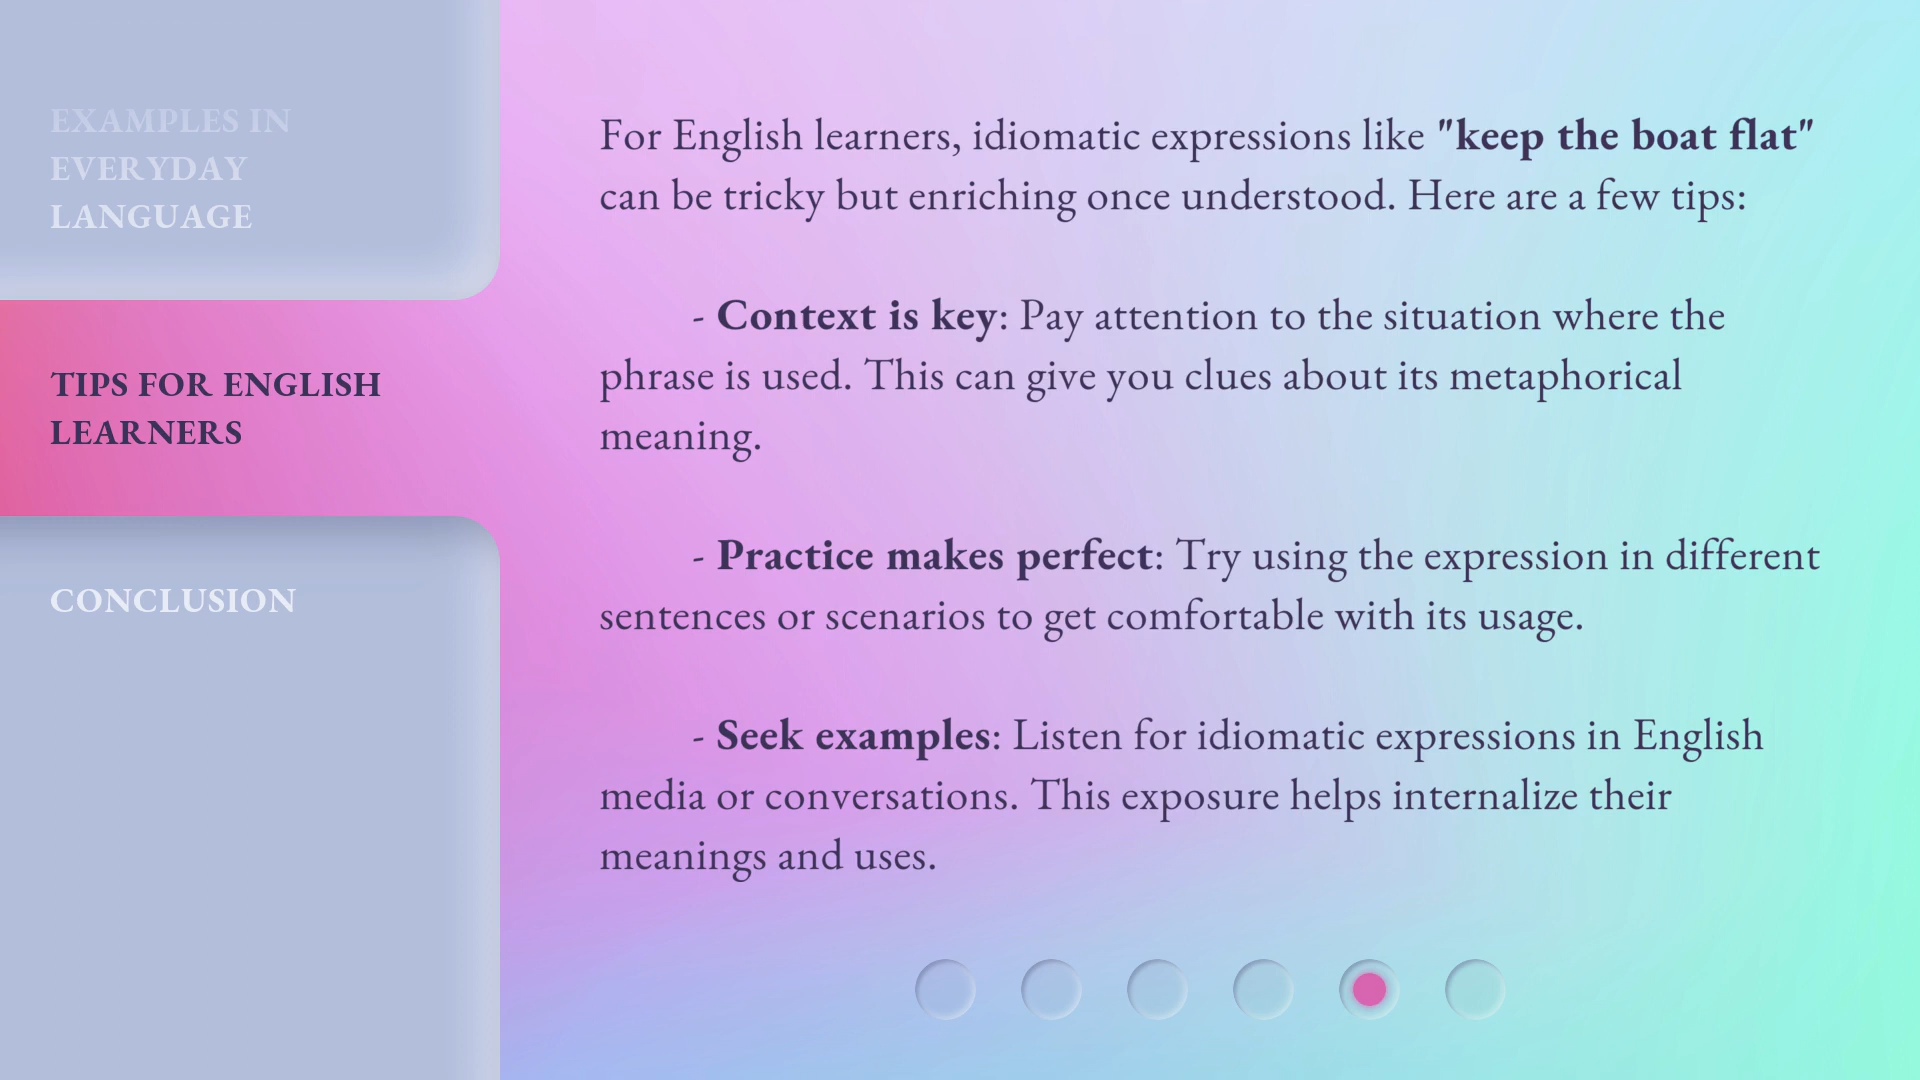 EXAMPLES IN
EVERYDAY
LANGUAGE
TIPS FOR ENGLISH
LEARNERS
CONCLUSION
For English learners, idiomatic expressions like "keep the boat flat"
can be tricky but enriching once understood. Here are a few tips:
- Context is key: Pay attention to the situation where the
phrase is used. This can give you clues about its metaphorical
meaning.
- Practice makes perfect: Try using the expression in different
sentences or scenarios to get comfortable with its usage.
- Seek examples: Listen for idiomatic expressions in English
media or conversations. This exposure helps internalize their
meanings and uses.